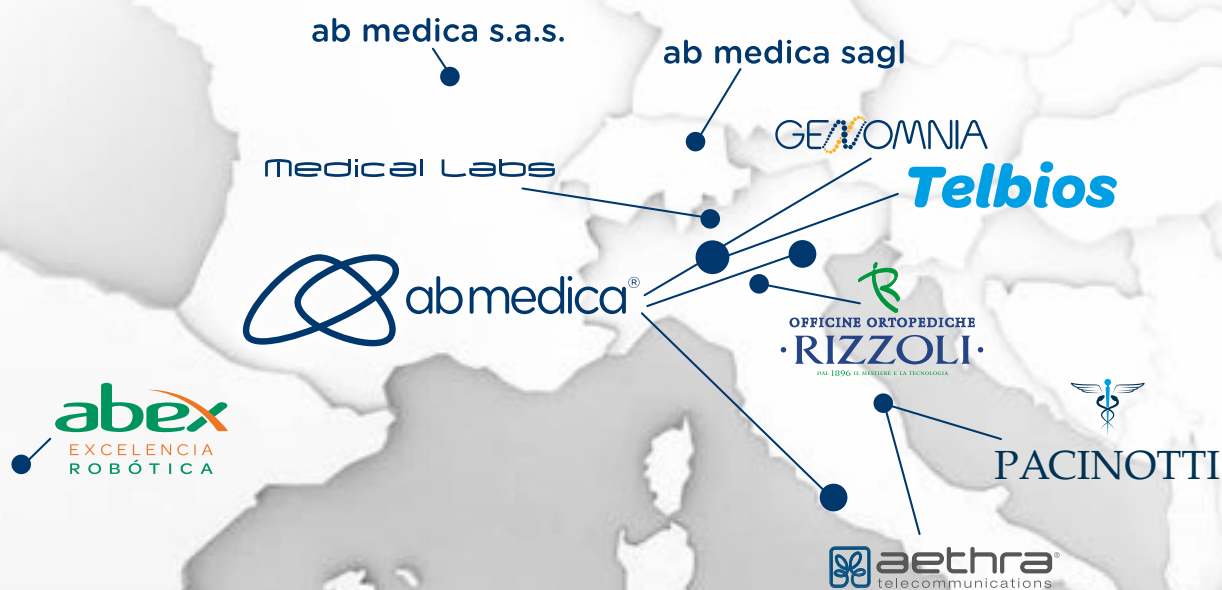 ab medica s.a.s.
ab medica sagl
GENOMNIA
medical Labs
Telbios
abmedica®
OFFICINE ORTOPEDICHE
·RIZZOLI·
DAL 1896 IL MESTIERE E LA TECNOLOGIA
abex
EXCELENCIA
ROBÓTICA
PACINOTTI
aethra®
telecommunications